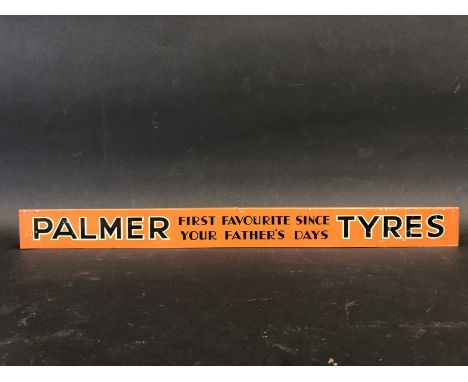 PALMER FIRST FAVOURITE SINCE YOUR FATHER'S DAYS TYRES